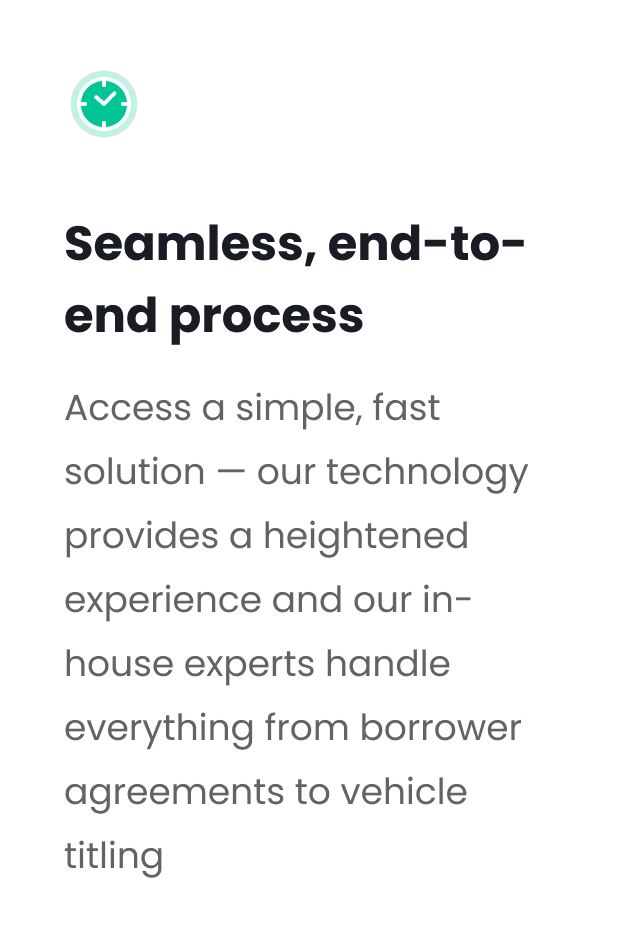 Seamless, end-to-
end process
Access a simple, fast
solution — our technology
provides a heightened
experience and our in-
house experts handle
everything from borrower
agreements to vehicle
titling